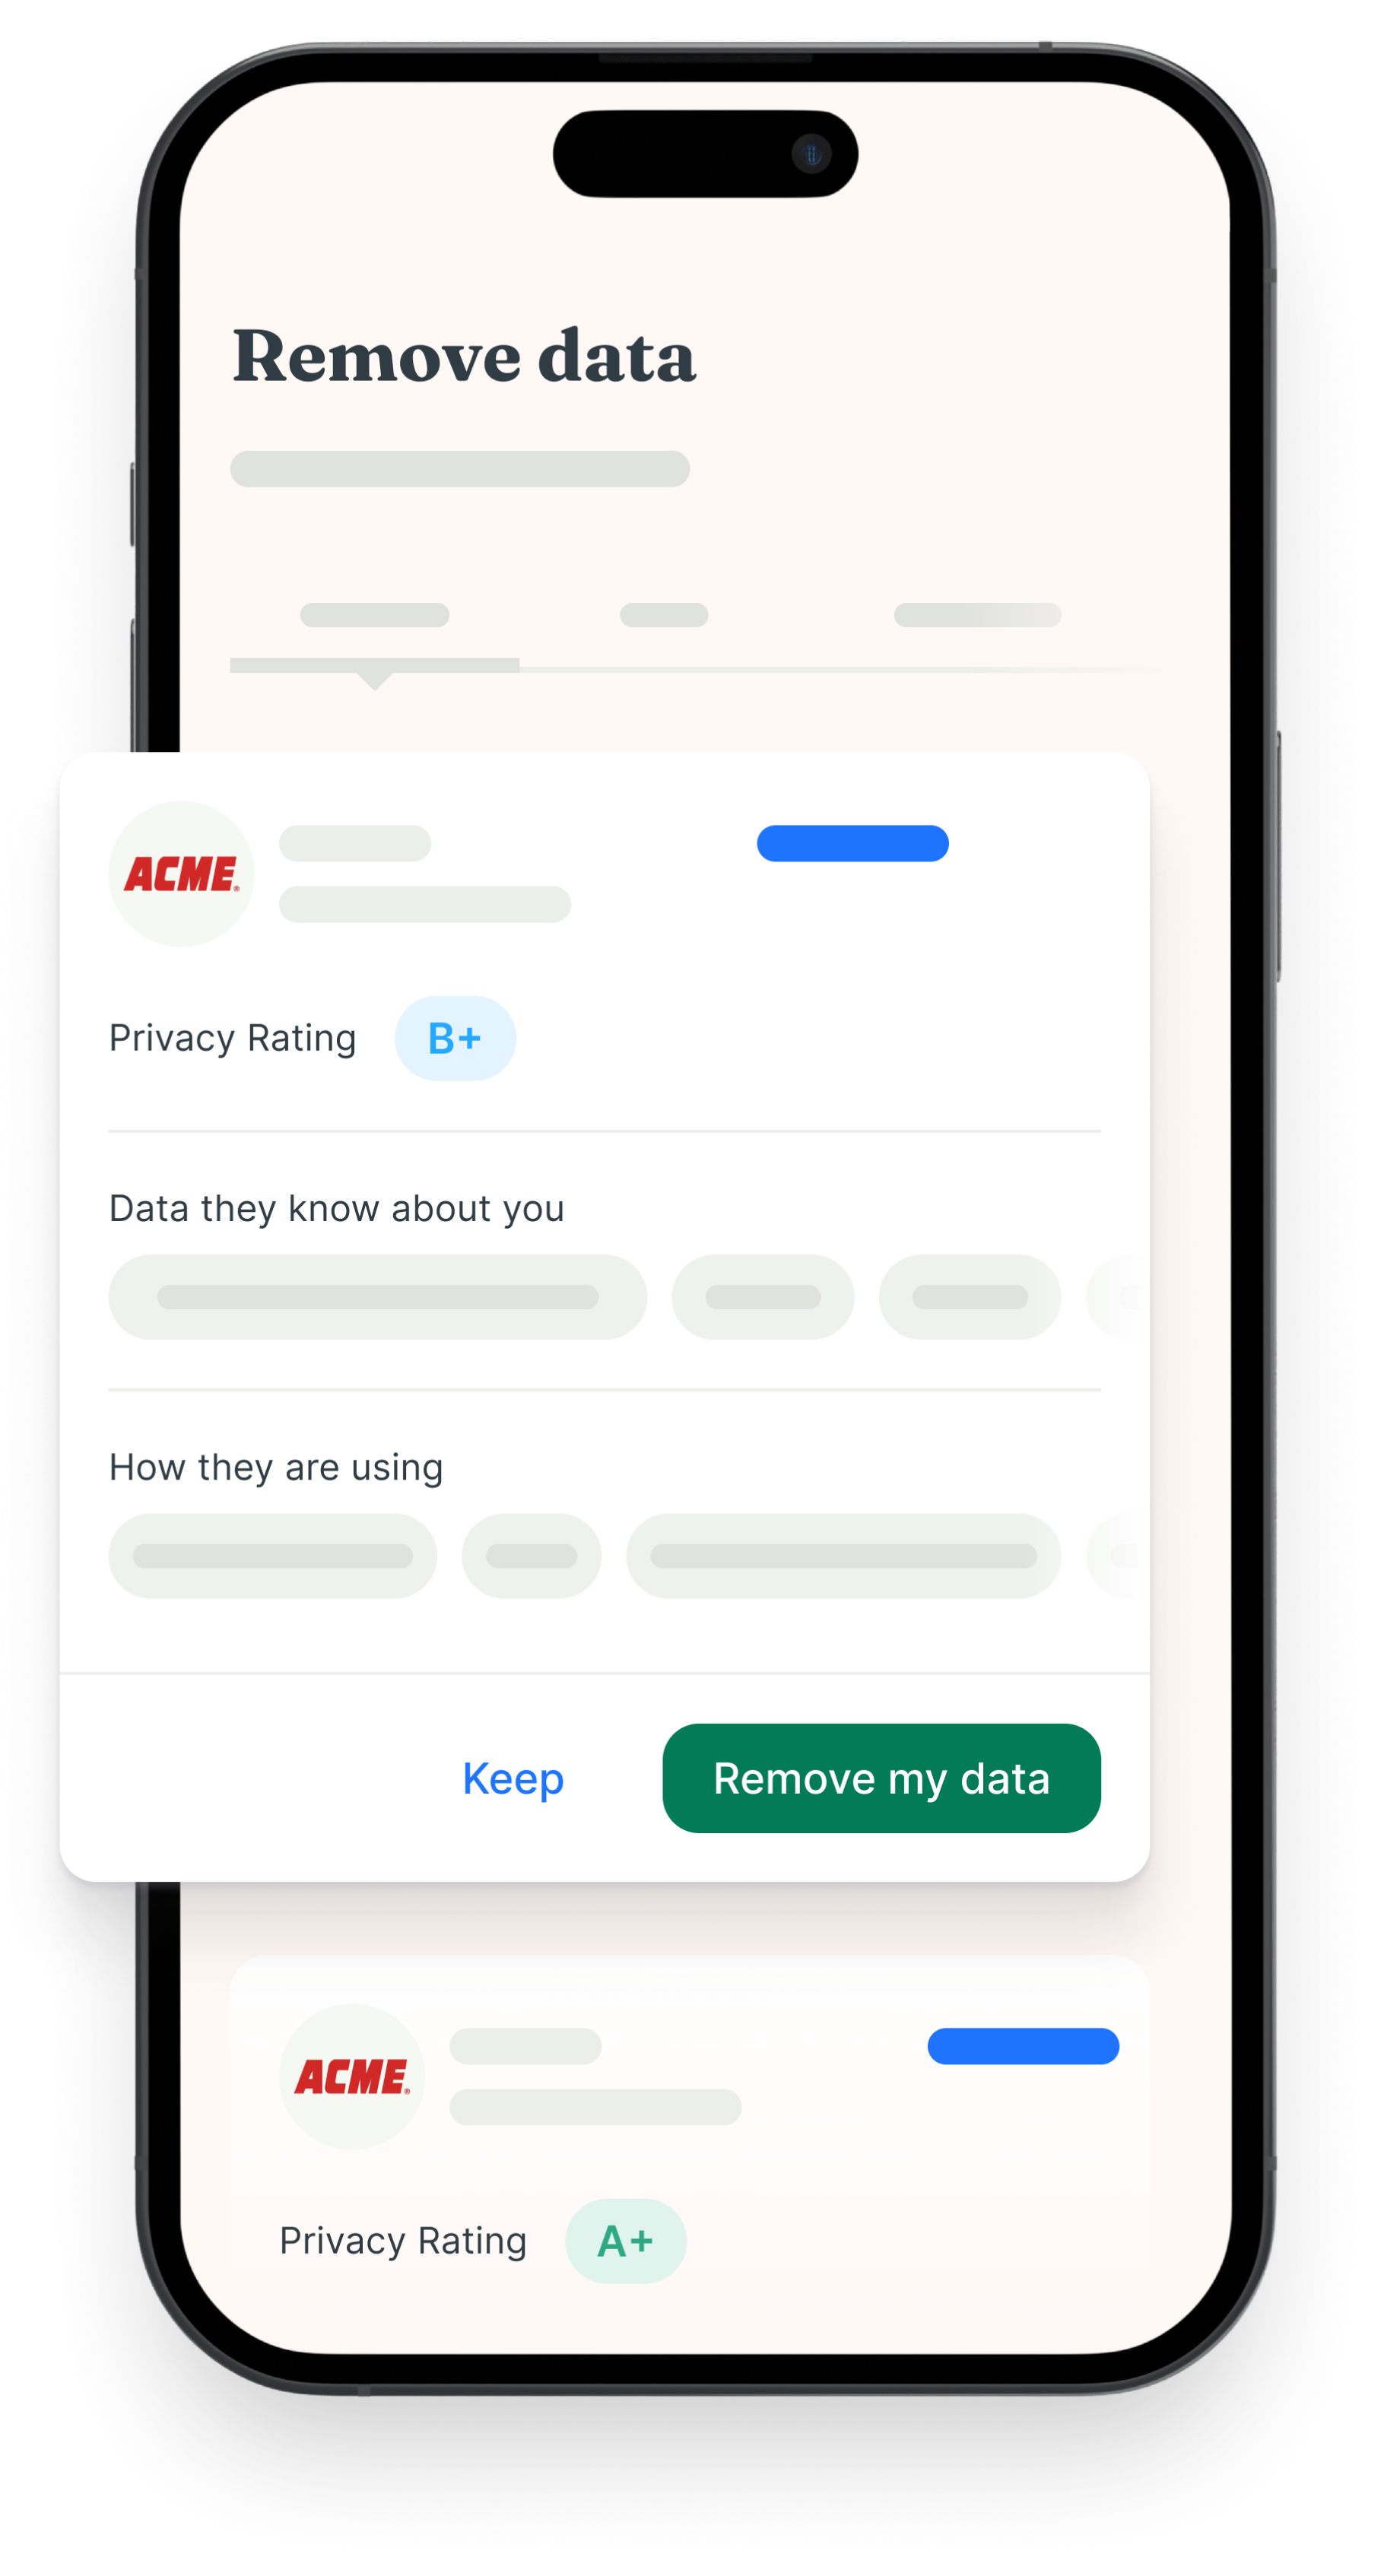 Remove data
ACME®
Privacy Rating B+
Data they know about you
How they are using
Keep Remove my data
ACME®
Privacy Rating A+